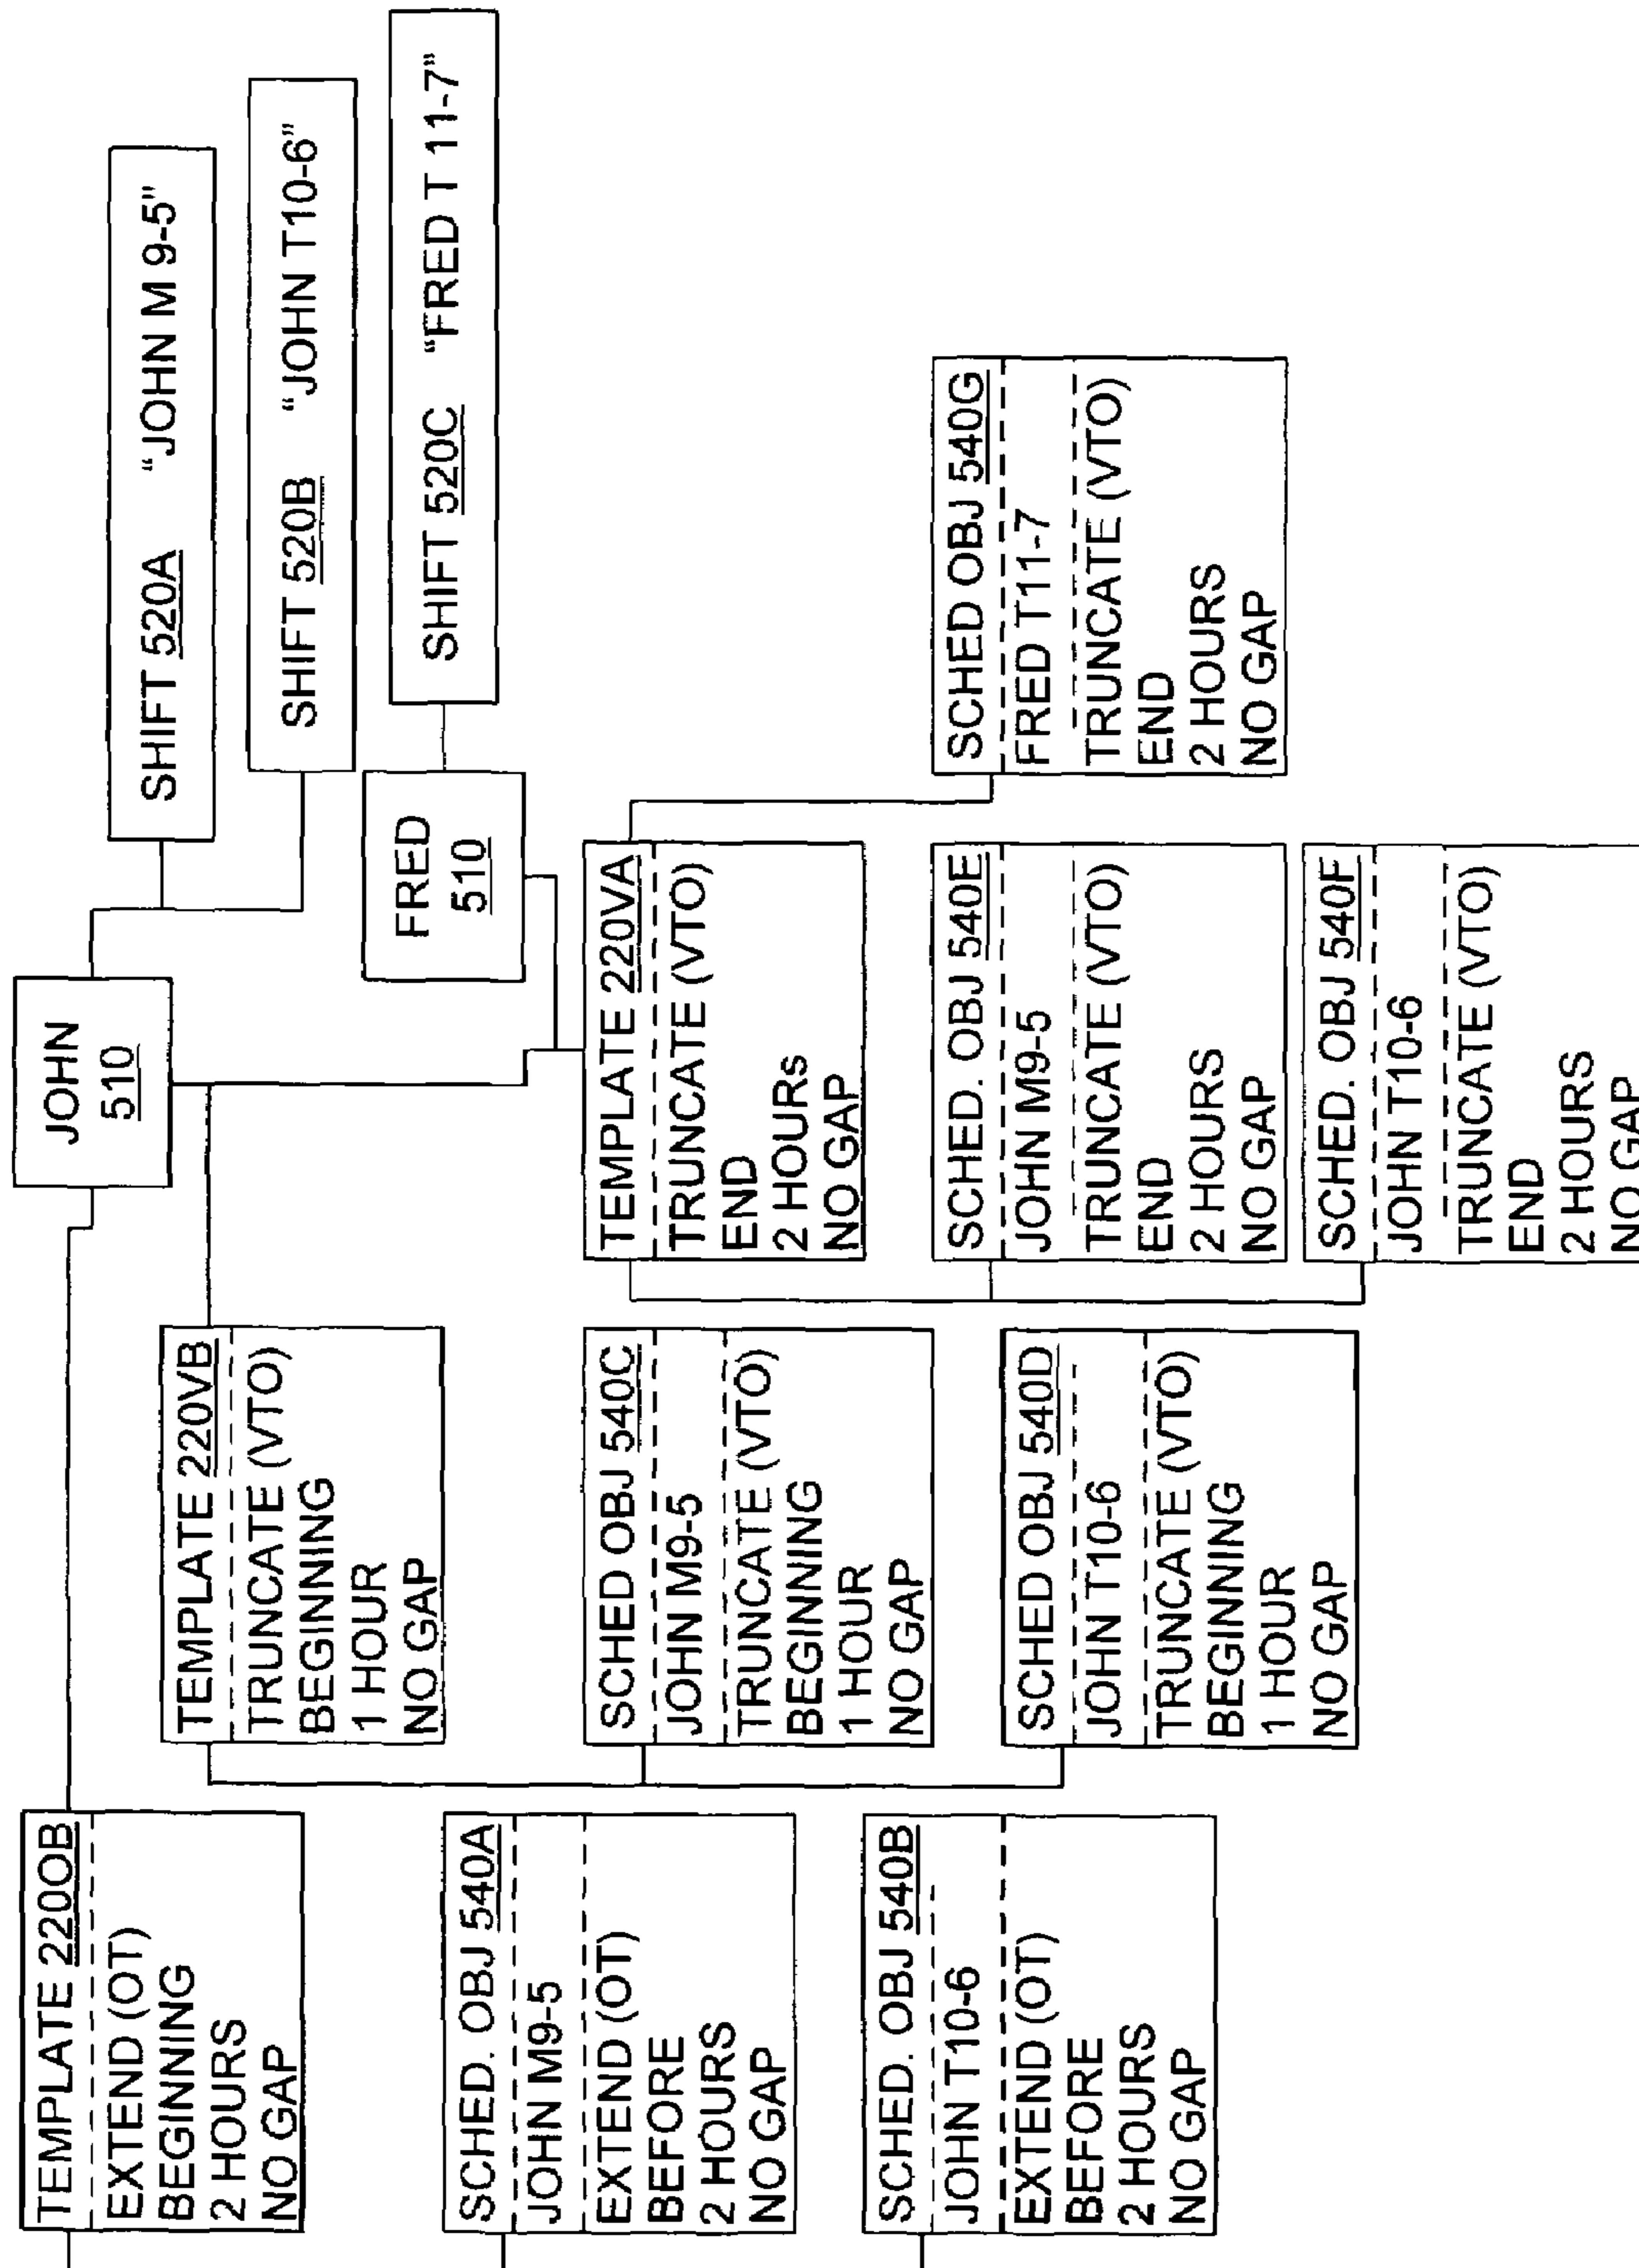 JOHN
510
SHIFT 520A "JOHN M 9-5"
SHIFT 520B "JOHN T10-6"
FRED
510
SHIFT 520C "FRED T 11-7"
TEMPLATE 220OB
EXTEND (OT)
BEGINNING
2 HOURS
NO GAP
SCHED. OBJ 540A
JOHN M9-5
EXTEND (OT)
BEFORE
2 HOURS
NO GAP
SCHED. OBJ 540B
JOHN T10-6
EXTEND (OT)
BEFORE
2 HOURS
NO GAP
TEMPLATE 220VB
TRUNCATE (VTO)
BEGINNING
1 HOUR
NO GAP
SCHED OBJ 540C
JOHN M9-5
TRUNCATE (VTO)
BEGINNING
1 HOUR
NO GAP
SCHED OBJ 540D
JOHN T10-6
TRUNCATE (VTO)
BEGINNING
1 HOUR
NO GAP
TEMPLATE 220VA
TRUNCATE (VTO)
END
2 HOURs
NO GAP
SCHED. OBJ 540E
JOHN M9-5
TRUNCATE (VTO)
END
2 HOURS
NO GAP
SCHED. OBJ 540F
JOHN T10-6
TRUNCATE (VTO)
END
2 HOURS
NO GAP
SCHED OBJ 540G
FRED T11-7
TRUNCATE (VTO)
END
2 HOURS
NO GAP